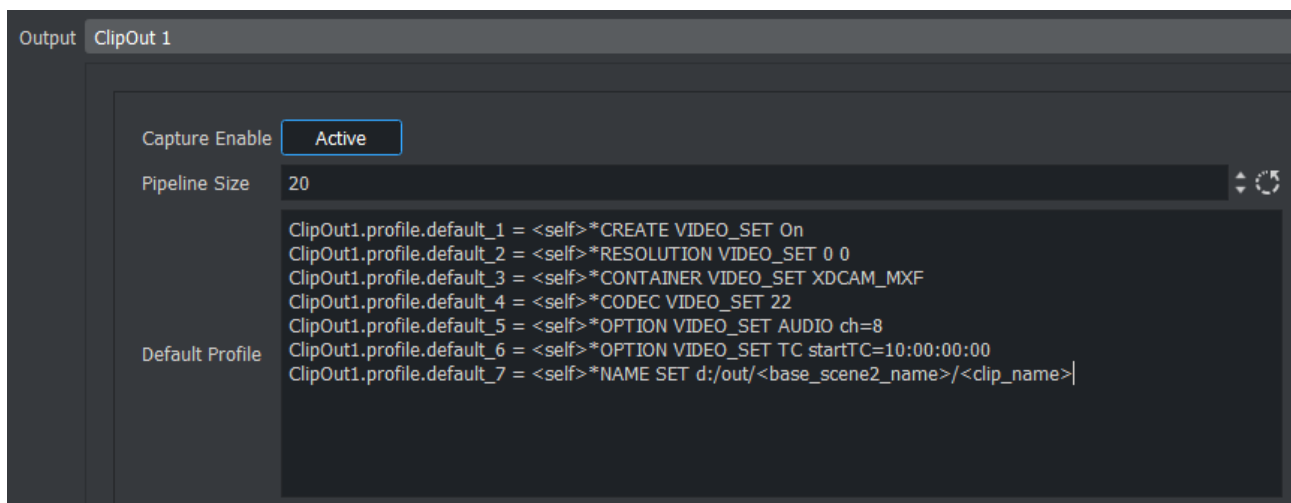 Output ClipOut 1
Capture Enable Active
Pipeline Size 20
Default Profile
ClipOut1.profile.default_1 = <self>*CREATE VIDEO_SET On
ClipOut1.profile.default_2 = <self>*RESOLUTION VIDEO_SET 0 0
ClipOut1.profile.default_3 = <self>*CONTAINER VIDEO_SET XDCAM_MXF
ClipOut1.profile.default_4 = <self>*CODEC VIDEO_SET 22
ClipOut1.profile.default_5 = <self>*OPTION VIDEO_SET AUDIO ch=8
ClipOut1.profile.default_6 = <self>*OPTION VIDEO_SET TC startTC=10:00:00:00
ClipOut1.profile.default_7 = <self>*NAME SET d:/out/<base_scene2_name>/<clip_name>